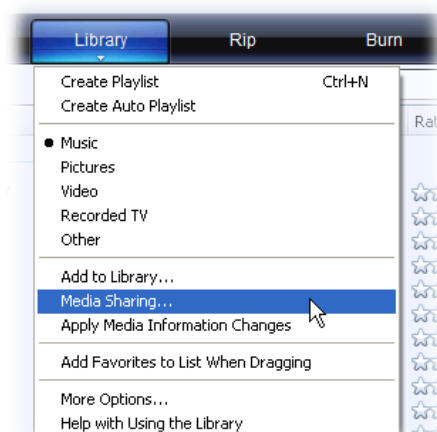 Library Rip Burn
Create Playlist Ctrl+N
Create Auto Playlist
Rat
Music
Pictures
Video
Recorded TV
Other
Add to Library...
Media Sharing...
Apply Media Information Changes
Add Favorites to List When Dragging
More Options...
Help with Using the Library